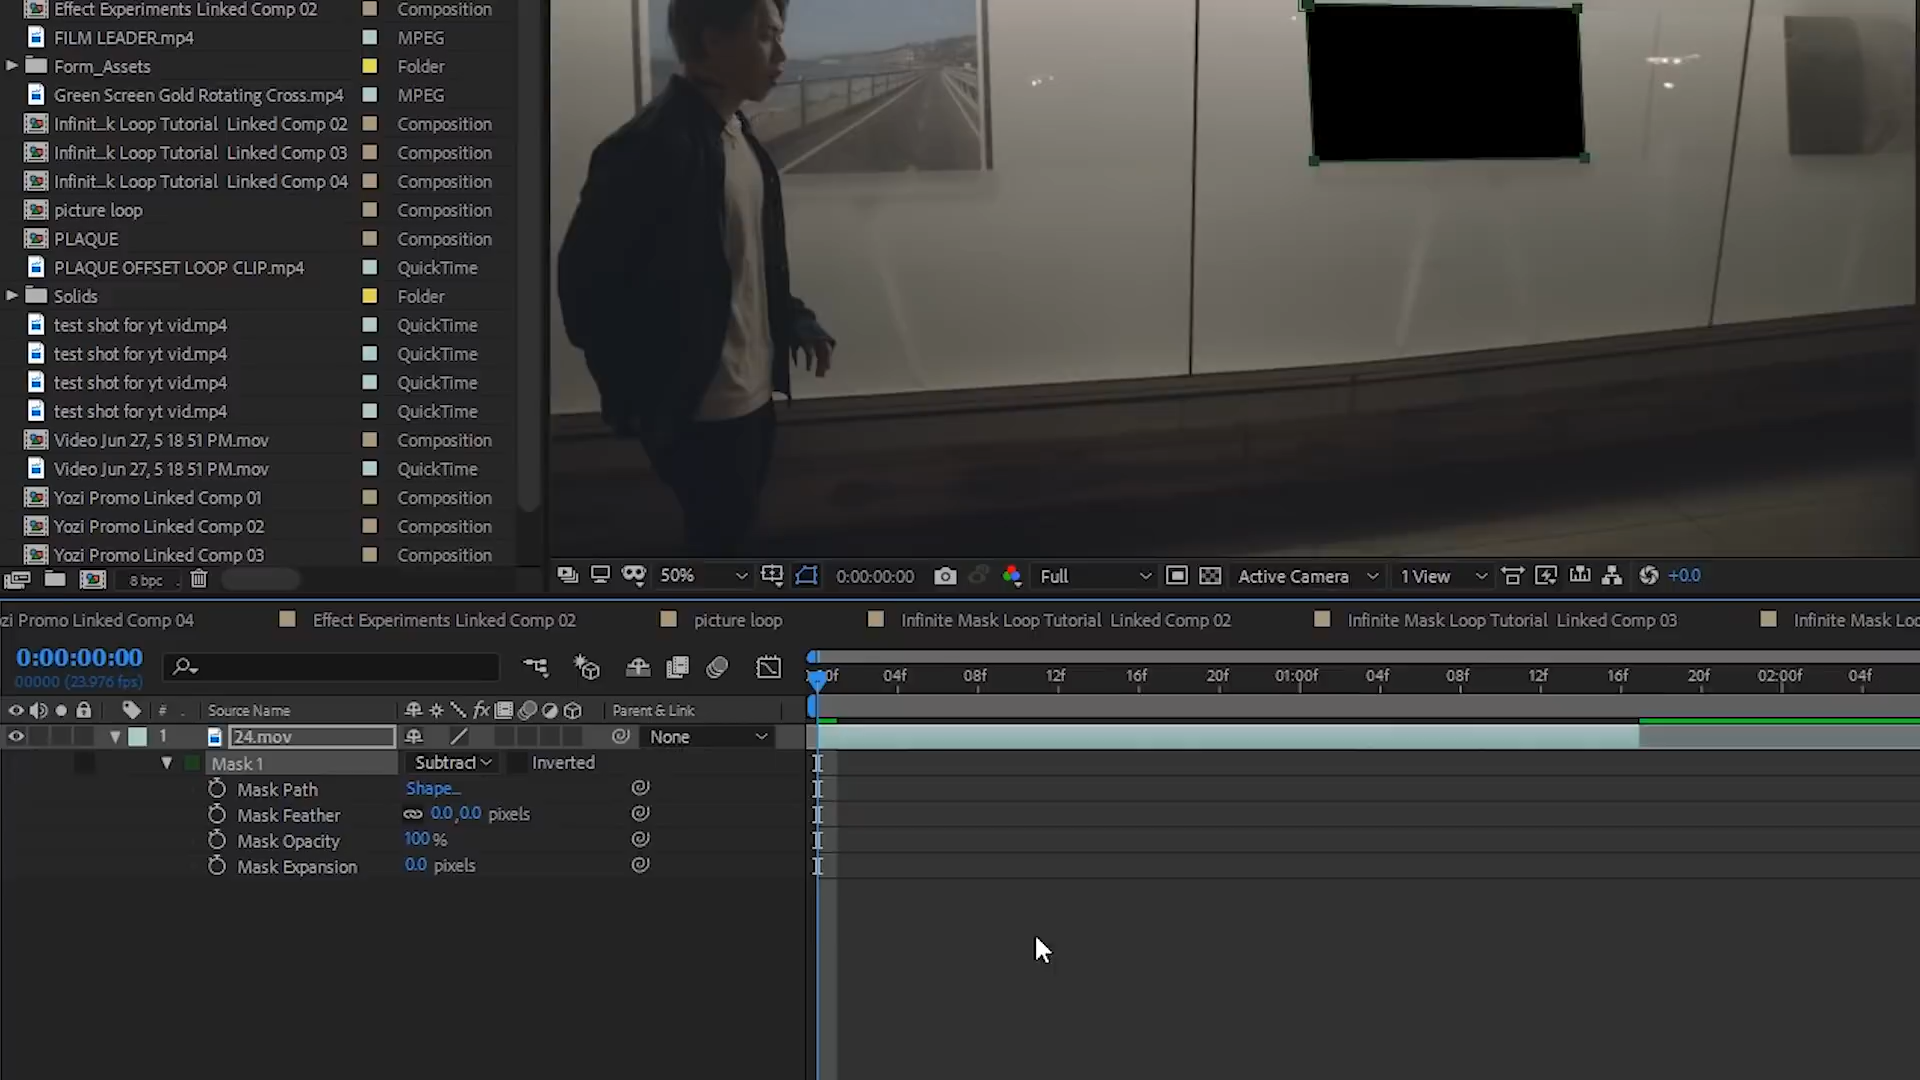 Effect Experiments Linked Comp 02 Composition
FILM LEADER.mp4 MPEG
Form_Assets Folder
Green Screen Gold Rotating Cross.mp4 MPEG
Infinit...k Loop Tutorial Linked Comp 02 Composition
Infinit...k Loop Tutorial Linked Comp 03 Composition
Infinit...k Loop Tutorial Linked Comp 04 Composition
picture loop Composition
PLAQUE Composition
PLAQUE OFFSET LOOP CLIP.mp4 QuickTime
Solids Folder
test shot for yt vid.mp4 QuickTime
test shot for yt vid.mp4 QuickTime
test shot for yt vid.mp4 QuickTime
test shot for yt vid.mp4 QuickTime
Video Jun 27, 5 18 51 PM.mov Composition
Video Jun 27, 5 18 51 PM.mov QuickTime
Yozi Promo Linked Comp 01 Composition
Yozi Promo Linked Comp 02 Composition
Yozi Promo Linked Comp 03 Composition
8 bpc
50% 0:00:00:00 Full Active Camera 1 View +0.0
zi Promo Linked Comp 04 Effect Experiments Linked Comp 02 picture loop Infinite Mask Loop Tutorial Linked Comp 02 Infinite Mask Loop Tutorial Linked Comp 03 Infinite Mask Loo
0:00:00:00
00000 (23.976 fps)
00f 04f 08f 12f 16f 20f 01:00f 04f 08f 12f 16f 20f 02:00f 04f
# . Source Name fx Parent & Link
1 24.mov None
Mask 1 Subtract Inverted
Mask Path Shape...
Mask Feather 0.0,0.0 pixels
Mask Opacity 100 %
Mask Expansion 0.0 pixels